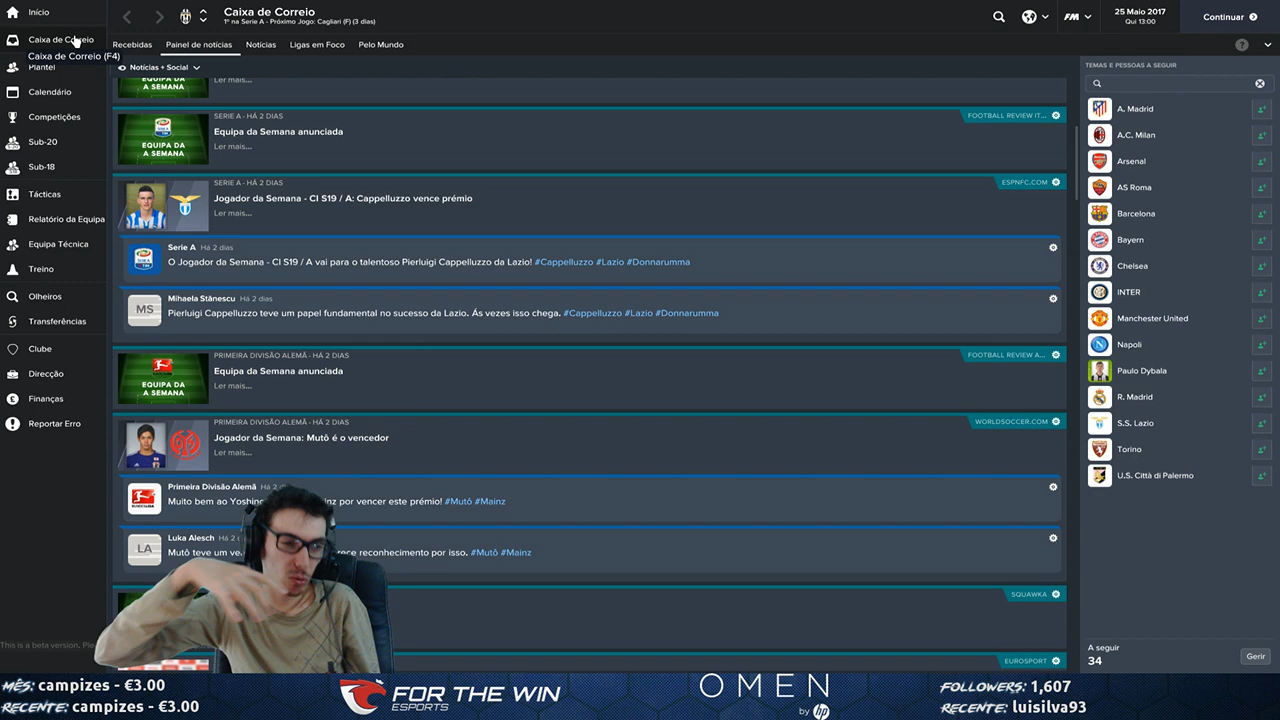 Início
Caixa de Correio
Caixa de Correio (F4)
Plantel
Calendário
Competições
Sub-20
Sub-18
Tácticas
Relatório da Equipa
Equipa Técnica
Treino
Olheiros
Transferências
Clube
Direcção
Finanças
Reportar Erro
Caixa de Correio
1º na Serie A - Próximo Jogo: Cagliari (F) (3 dias)
FM
25 Maio 2017
Qui 13:00
Continuar
Recebidas
Painel de notícias
Notícias
Ligas em Foco
Pelo Mundo
Notícias + Social
EQUIPA DA
A SEMANA
Ler mais...
SERIE A - HÁ 2 DIAS
FOOTBALL REVIEW IT...
Equipa da Semana anunciada
Ler mais...
EQUIPA DA
A SEMANA
SERIE A - HÁ 2 DIAS
ESPNFC.COM
Jogador da Semana - CI S19 / A: Cappelluzzo vence prémio
Ler mais...
Serie A Há 2 dias
O Jogador da Semana - CI S19 / A vai para o talentoso Pierluigi Cappelluzzo da Lazio! #Cappelluzzo #Lazio #Donnarumma
MS
Mihaela Stănescu Há 2 dias
Pierluigi Cappelluzzo teve um papel fundamental no sucesso da Lazio. Ás vezes isso chega. #Cappelluzzo #Lazio #Donnarumma
PRIMEIRA DIVISÃO ALEMÃ - HÁ 2 DIAS
FOOTBALL REVIEW A...
Equipa da Semana anunciada
Ler mais...
EQUIPA DA
A SEMANA
PRIMEIRA DIVISÃO ALEMÃ - HÁ 2 DIAS
WORLDSOCCER.COM
Jogador da Semana: Mutô é o vencedor
Ler mais...
Primeira Divisão Alemã Há 2
Muito bem ao por vencer este prémio! #Mutô #Mainz
LA
Luka Alesch Há 2
Mutô teve um reconhecimento por isso. #Mutô #Mainz
SQUAWKA
EUROSPORT
TEMAS E PESSOAS A SEGUIR
A. Madrid
A.C. Milan
Arsenal
AS Roma
Barcelona
Bayern
Chelsea
INTER
Manchester United
Napoli
Paulo Dybala
R. Madrid
S.S. Lazio
Torino
U.S. Città di Palermo
A seguir
34
Gerir
This is a beta version.
MÊS: campizes - €3.00
RECENTE: campizes - €3.00
FOR THE WIN
ESPORTS
OMEN
by hp
FOLLOWERS: 1,607
RECENTE: luisilva93